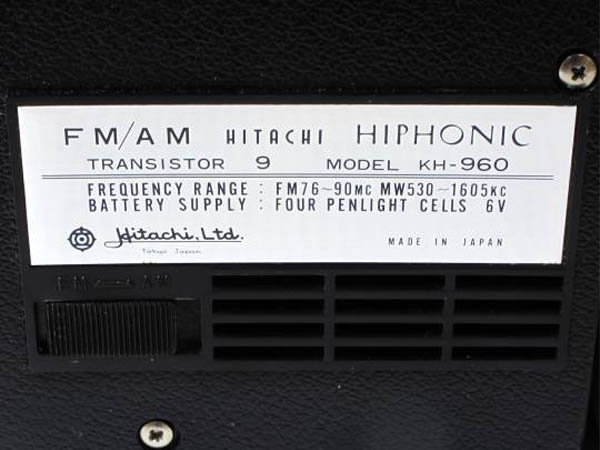 FM/AM HITACHI HIPHONIC
TRANSISTOR 9 MODEL KH-960
FREQUENCY RANGE : FM76~90MC MW530~1605KC
BATTERY SUPPLY : FOUR PENLIGHT CELLS 6V
Hitachi, Ltd.
Tokyo Japan
MADE IN JAPAN
FM AM